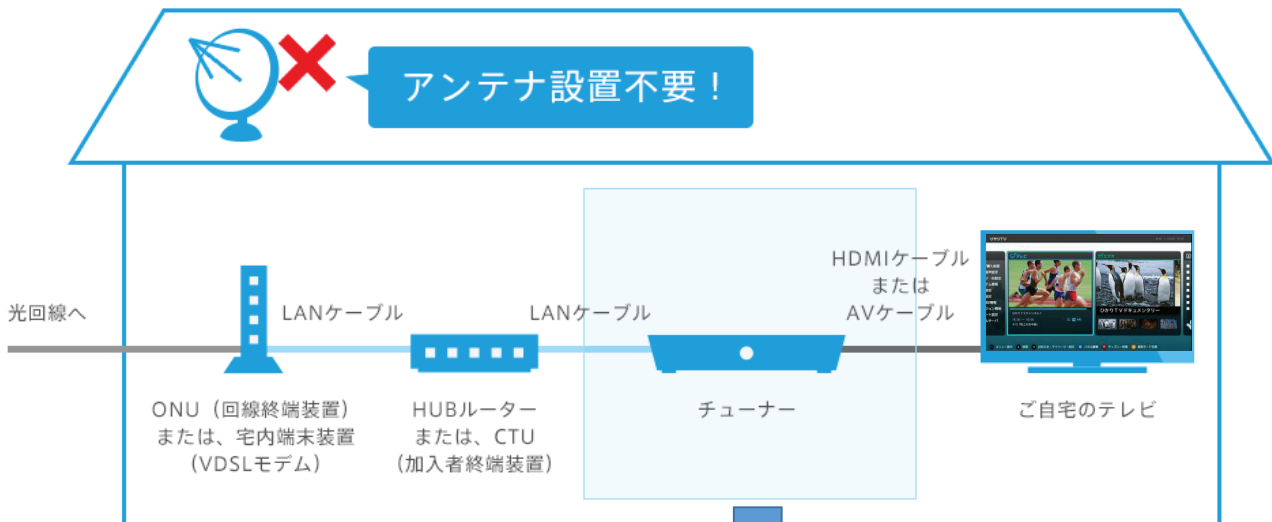 アンテナ設置不要！
光回線へ
LANケーブル
LANケーブル
HDMIケーブル
または
AVケーブル
ひかりTV
ひかりTVドキュメンタリー
ONU（回線終端装置）
または、宅内端末装置
（VDSLモデム）
HUBルーター
または、CTU
（加入者終端装置）
チューナー
ご自宅のテレビ